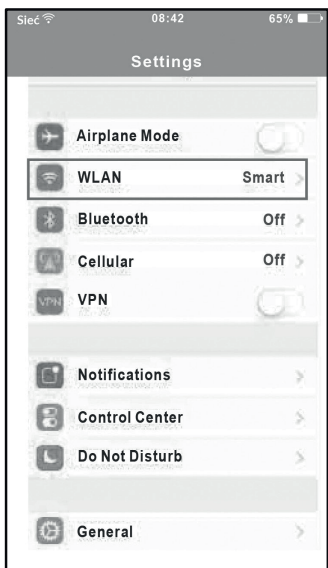 Sieć 08:42 65%
Settings
Airplane Mode
WLAN Smart
Bluetooth Off
Cellular Off
VPN VPN
Notifications
Control Center
Do Not Disturb
General